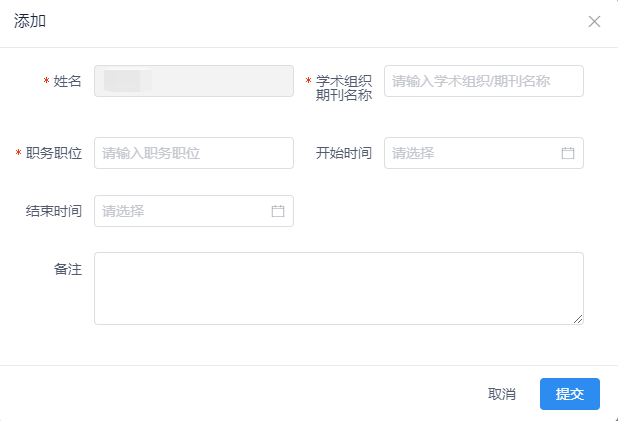 添加
* 姓名
* 学术组织
期刊名称
请输入学术组织/期刊名称
* 职务职位
请输入职务职位
开始时间
请选择
结束时间
请选择
备注
取消
提交